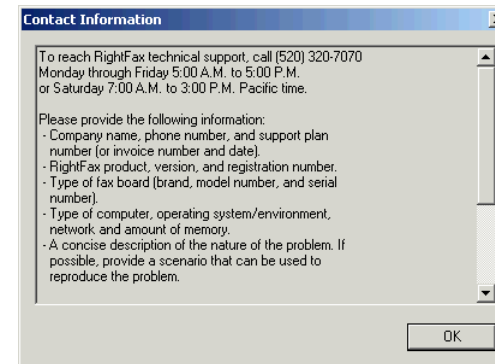 Contact Information
To reach RightFax technical support, call (520) 320-7070
Monday through Friday 5:00 A.M. to 5:00 P.M.
or Saturday 7:00 A.M. to 3:00 P.M. Pacific time.
Please provide the following information:
- Company name, phone number, and support plan
number (or invoice number and date).
- RightFax product, version, and registration number.
- Type of fax board (brand, model number, and serial
number).
- Type of computer, operating system/environment,
network and amount of memory.
- A concise description of the nature of the problem. If
possible, provide a scenario that can be used to
reproduce the problem.
OK